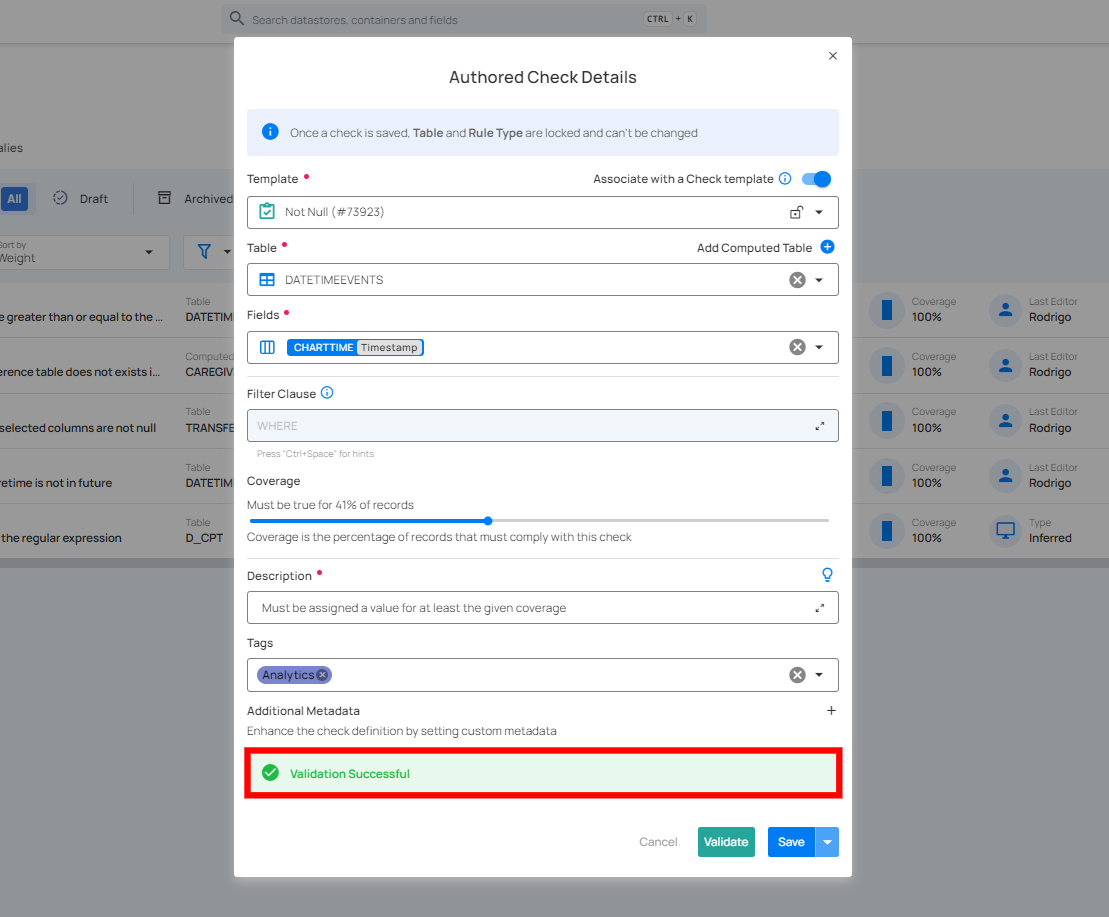 Search datastores, containers and fields CTRL + K
Authored Check Details
Once a check is saved, Table and Rule Type are locked and can't be changed
alies
Template • Associate with a Check template
All Draft Archived
Not Null (#73923)
Table • Add Computed Table
Sort by
Weight
DATETIMEEVENTS
Fields •
Table
e greater than or equal to the ... DATETIM
Coverage Last Editor
100% Rodrigo
CHARTTIME Timestamp
Computed
erence table does not exists i... CAREGIV
Coverage Last Editor
100% Rodrigo
Filter Clause
WHERE
Table
selected columns are not null TRANSFE
Coverage Last Editor
100% Rodrigo
Press "Ctrl+Space" for hints
Coverage
Table
etime is not in future DATETIM
Coverage Last Editor
100% Rodrigo
Must be true for 41% of records
Table
the regular expression D_CPT
Coverage Type
100% Inferred
Coverage is the percentage of records that must comply with this check
Description •
Must be assigned a value for at least the given coverage
Tags
Analytics
Additional Metadata +
Enhance the check definition by setting custom metadata
Validation Successful
Cancel Validate Save